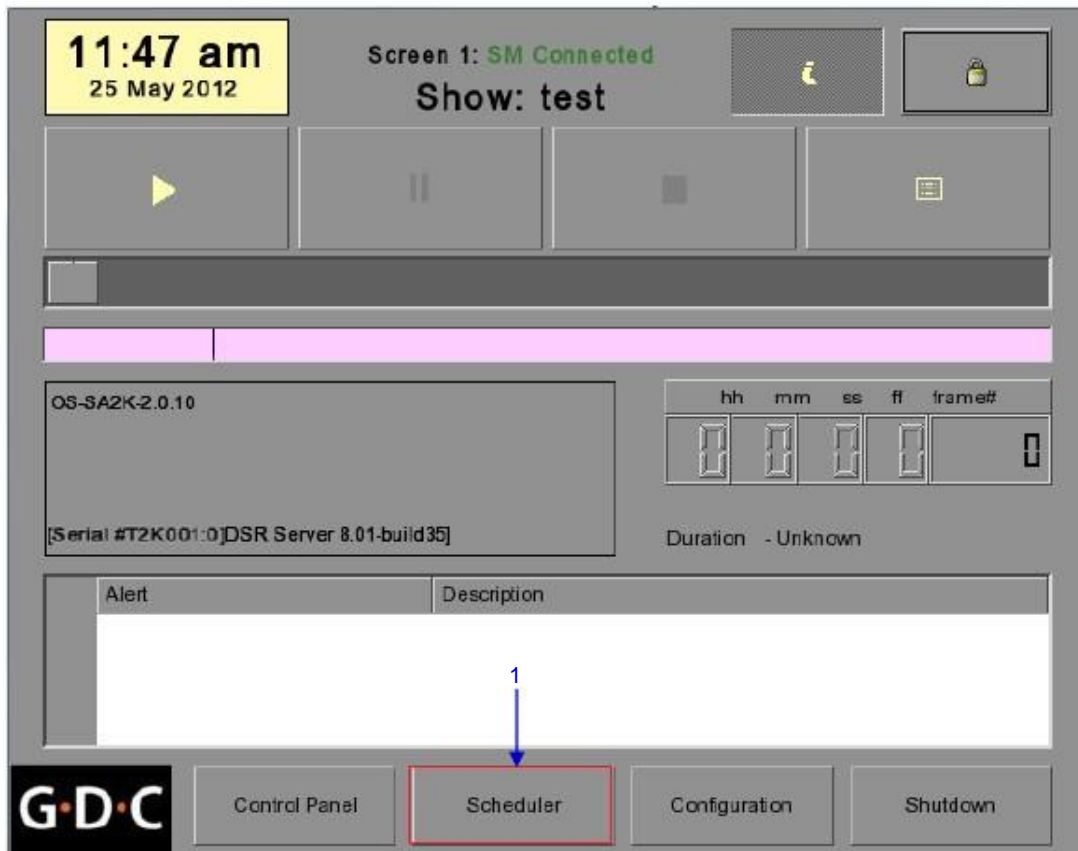 11:47 am
25 May 2012
Screen 1: SM Connected
Show: test
i
OS-SA2K-2.0.10
hh mm ss ff frame#
0 0 0 0 0
[Serial #T2K001:0]DSR Server 8.01-build35]
Duration - Unknown
Alert Description
1
G·D·C
Control Panel
Scheduler
Configuration
Shutdown